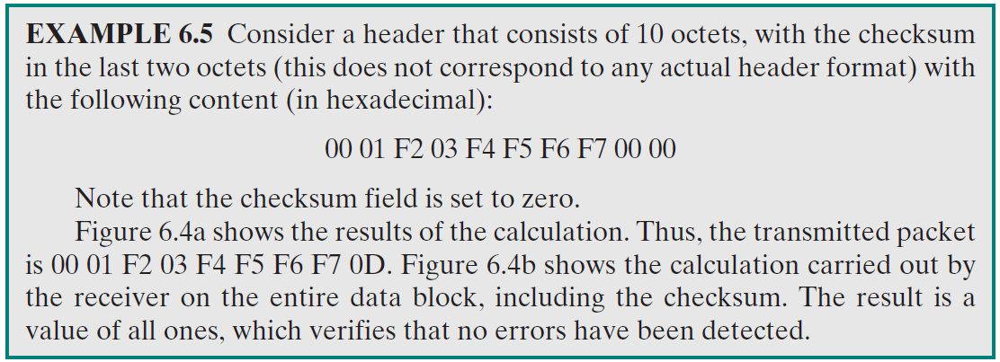 EXAMPLE 6.5 Consider a header that consists of 10 octets, with the checksum
in the last two octets (this does not correspond to any actual header format) with
the following content (in hexadecimal):
00 01 F2 03 F4 F5 F6 F7 00 00
Note that the checksum field is set to zero.
Figure 6.4a shows the results of the calculation. Thus, the transmitted packet
is 00 01 F2 03 F4 F5 F6 F7 0D. Figure 6.4b shows the calculation carried out by
the receiver on the entire data block, including the checksum. The result is a
value of all ones, which verifies that no errors have been detected.